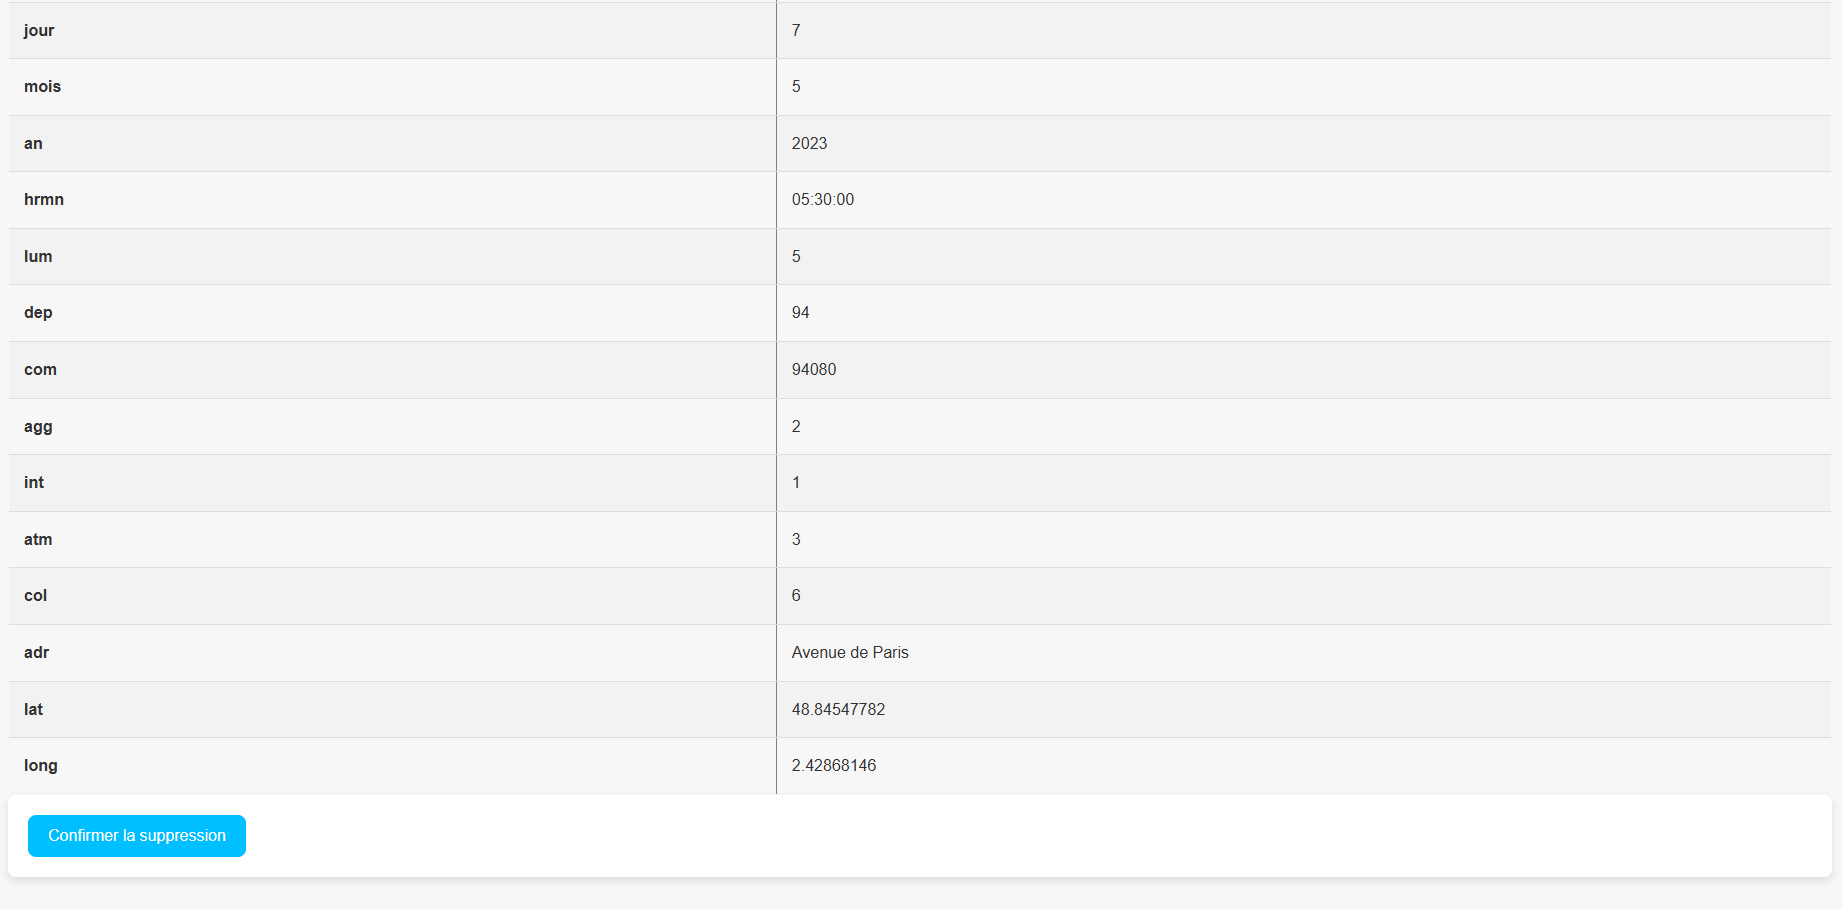 jour 7
mois 5
an 2023
hrmn 05:30:00
lum 5
dep 94
com 94080
agg 2
int 1
atm 3
col 6
adr Avenue de Paris
lat 48.84547782
long 2.42868146
Confirmer la suppression